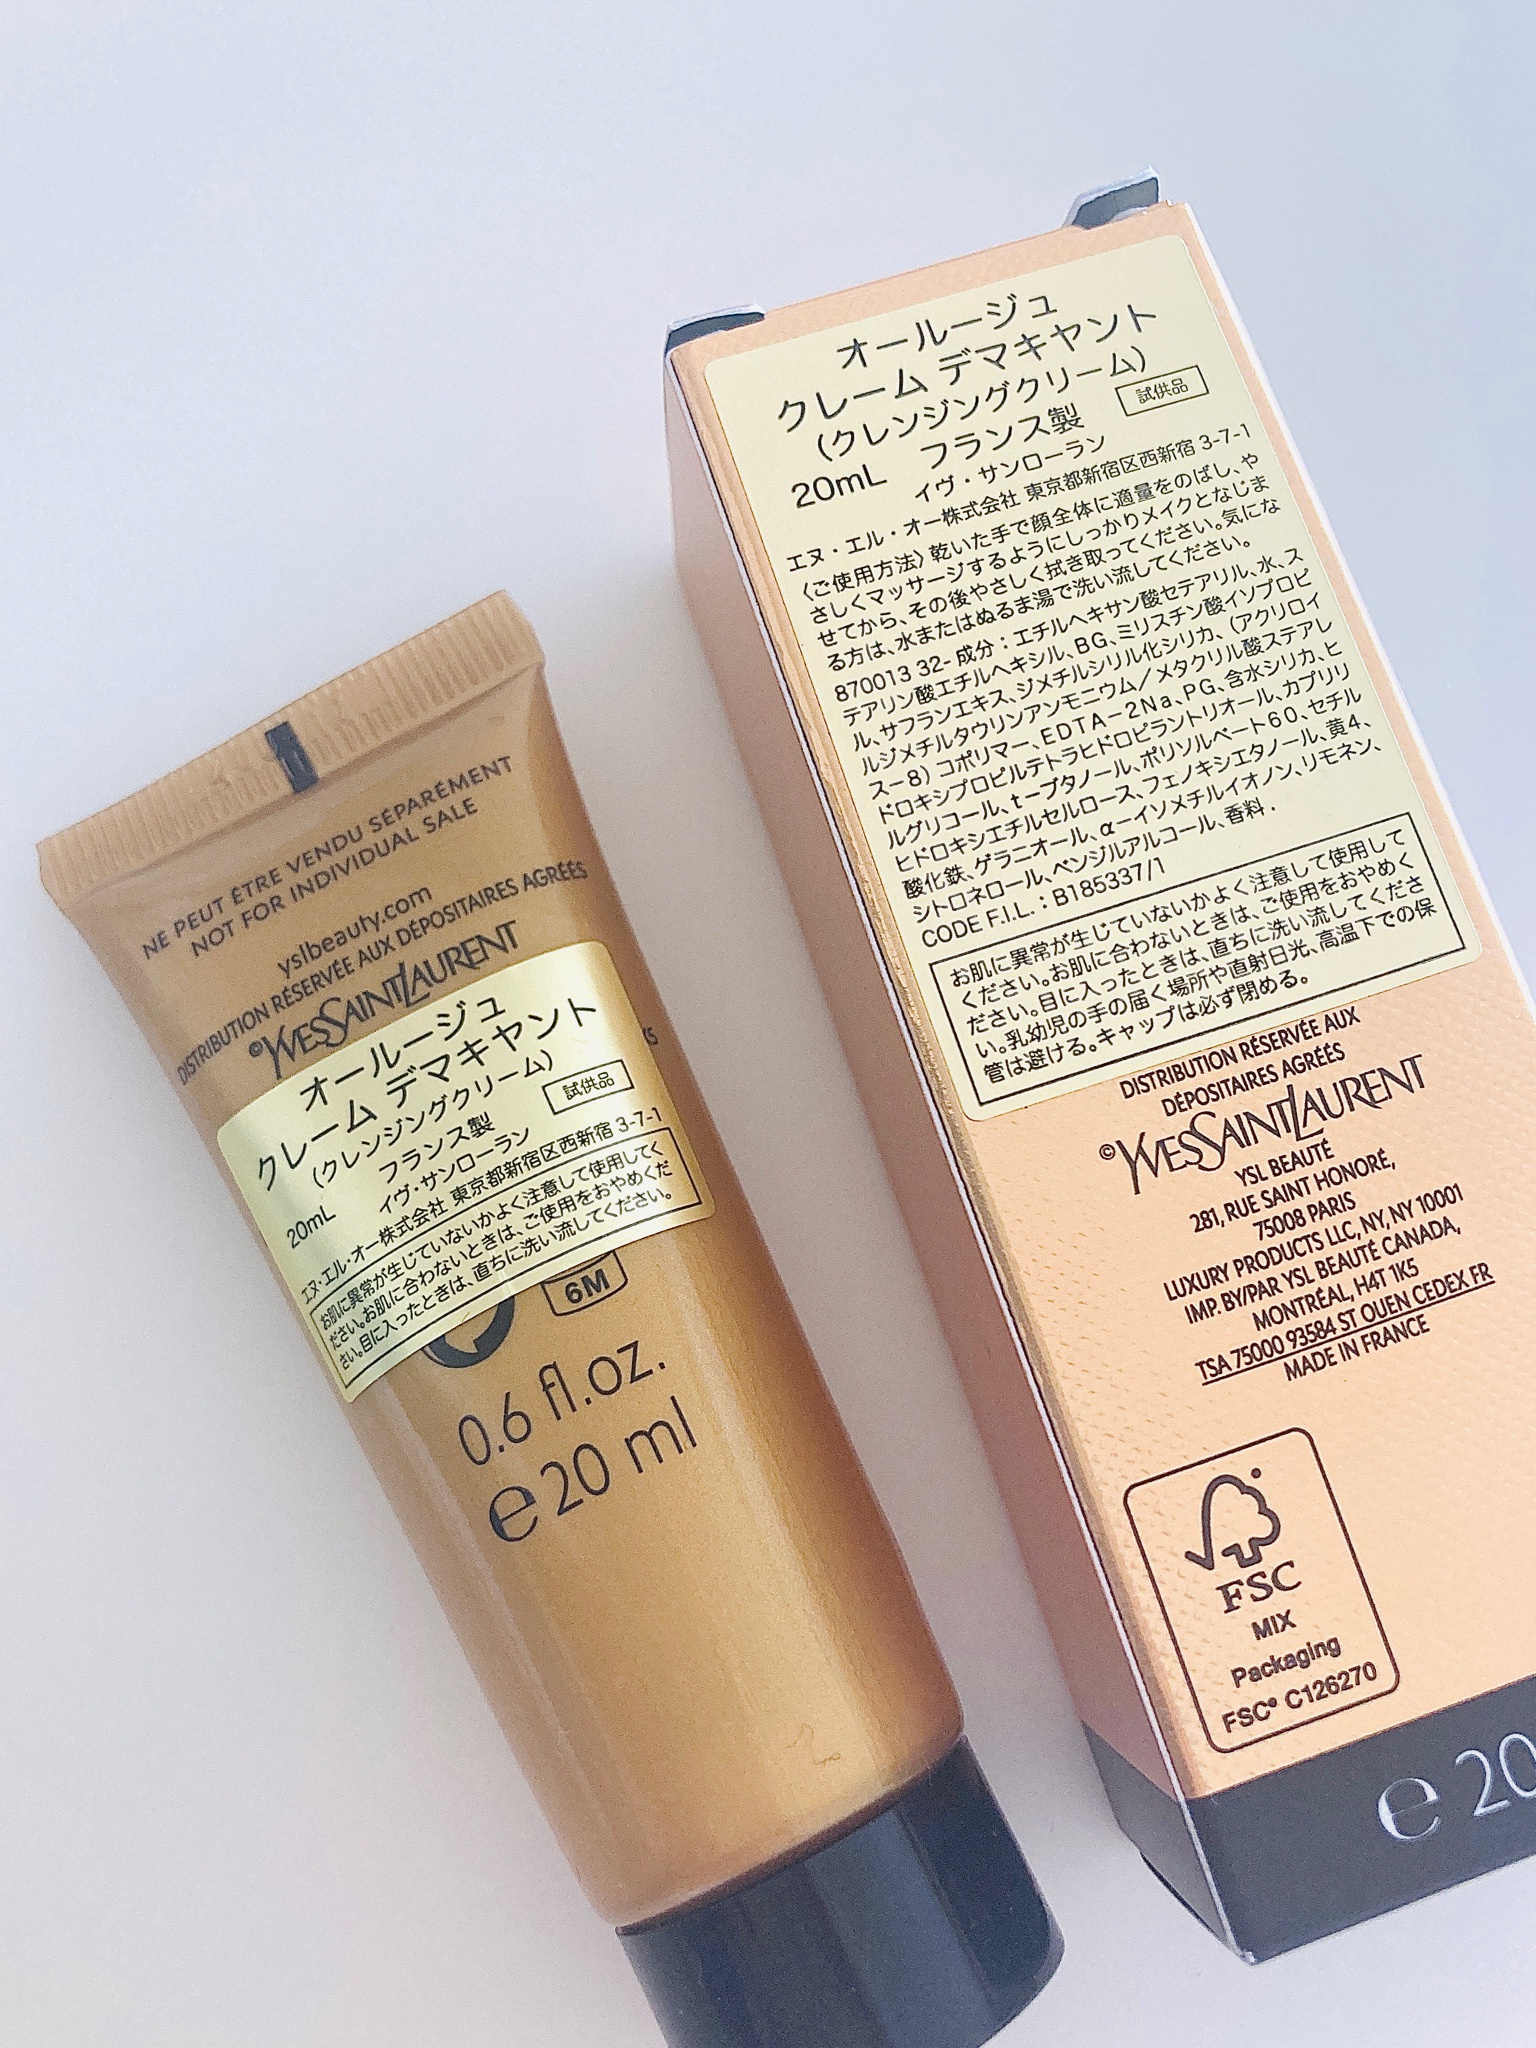 NE PEUT ÊTRE VENDU SÉPARÉMENT
NOT FOR INDIVIDUAL SALE
yslbeauty.com
DISTRIBUTION RÉSERVÉE AUX DÉPOSITAIRES AGRÉÉS
©YVESSAINTLAURENT
オールージュ
クレーム デマキヤント
(クレンジングクリーム)
フランス製
試供品
20mL
イヴ・サンローラン
エヌ・エル・オー株式会社 東京都新宿区西新宿 3-7-1
お肌に異常が生じていないかよく注意して使用してく
ださい。お肌に合わないときは、ご使用をおやめくだ
さい。目に入ったときは、直ちに洗い流してください。
6M
0.6 fl.oz.
e 20 ml
オールージュ
クレーム デマキヤント
(クレンジングクリーム)
フランス製
試供品
20mL
イヴ・サンローラン
エヌ・エル・オー株式会社 東京都新宿区西新宿 3-7-1
〈ご使用方法〉乾いた手で顔全体に適量をのばし、や
さしくマッサージするようにしっかりメイクとなじま
せてから、その後やさしく拭き取ってください。気にな
る方は、水またはぬるま湯で洗い流してください。
870013 32- 成分：エチルヘキサン酸セテアリル、水、ス
テアリン酸エチルヘキシル、BG、ミリスチン酸イソプロピ
ル、サフランエキス、ジメチルシリル化シリカ、(アクリロイ
ルジメチルタウリンアンモニウム／メタクリル酸ステアレ
ス−8) コポリマー、EDTA−2Na、PG、含水シリカ、ヒ
ドロキシプロピルテトラヒドロピラントリオール、カプリリ
ルグリコール、t−ブタノール、ポリソルベート60、セチル
ヒドロキシエチルセルロース、フェノキシエタノール、黄4、
酸化鉄、ゲラニオール、α−イソメチルイオノン、リモネン、
シトロネロール、ベンジルアルコール、香料 .
CODE F.I.L. : B185337/1
お肌に異常が生じていないかよく注意して使用して
ください。お肌に合わないときは、ご使用をおやめく
ださい。目に入ったときは、直ちに洗い流してくださ
い。乳幼児の手の届く場所や直射日光、高温下での保
管は避ける。キャップは必ず閉める。
DISTRIBUTION RÉSERVÉE AUX
DÉPOSITAIRES AGRÉÉS
©YVESSAINTLAURENT
YSL BEAUTÉ
281, RUE SAINT HONORÉ,
75008 PARIS
LUXURY PRODUCTS LLC, NY, NY 10001
IMP. BY/PAR YSL BEAUTÉ CANADA,
MONTRÉAL, H4T 1K5
TSA 75000 93584 ST OUEN CEDEX FR
MADE IN FRANCE
FSC
MIX
Packaging
FSC® C126270
e 20